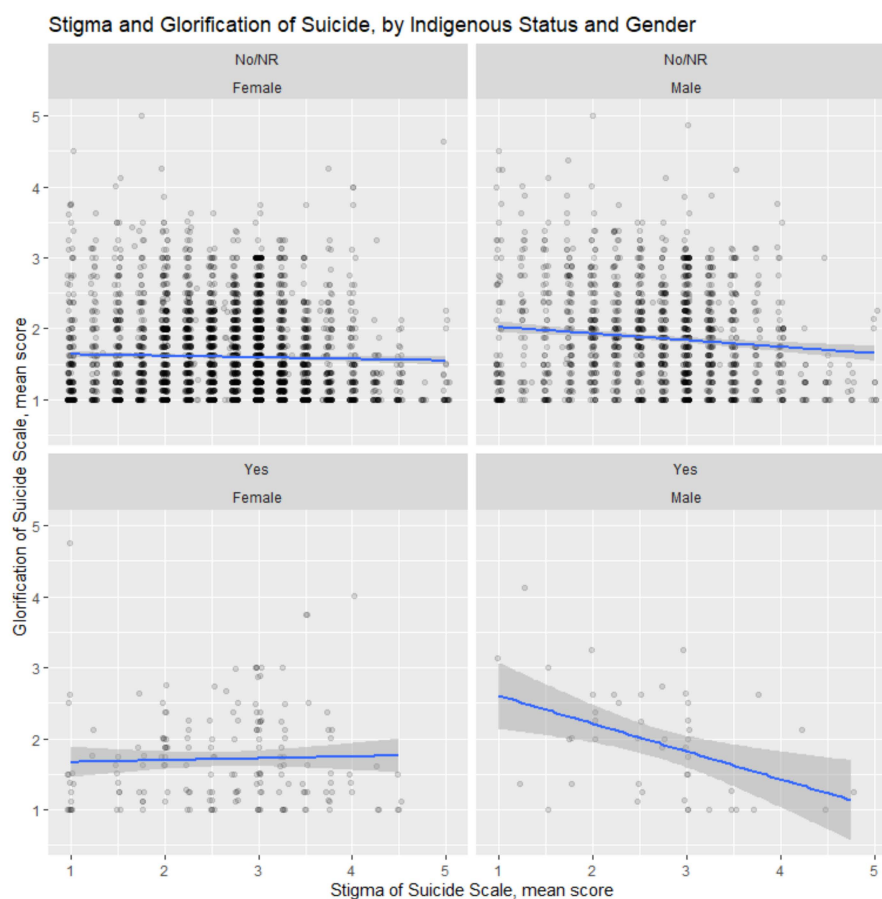 Stigma and Glorification of Suicide, by Indigenous Status and Gender
No/NR
Female
No/NR
Male
5
4
3
2
1
Yes
Female
Yes
Male
5
4
3
2
1
Glorification of Suicide Scale, mean score
1
2
3
4
5
1
2
3
4
5
Stigma of Suicide Scale, mean score